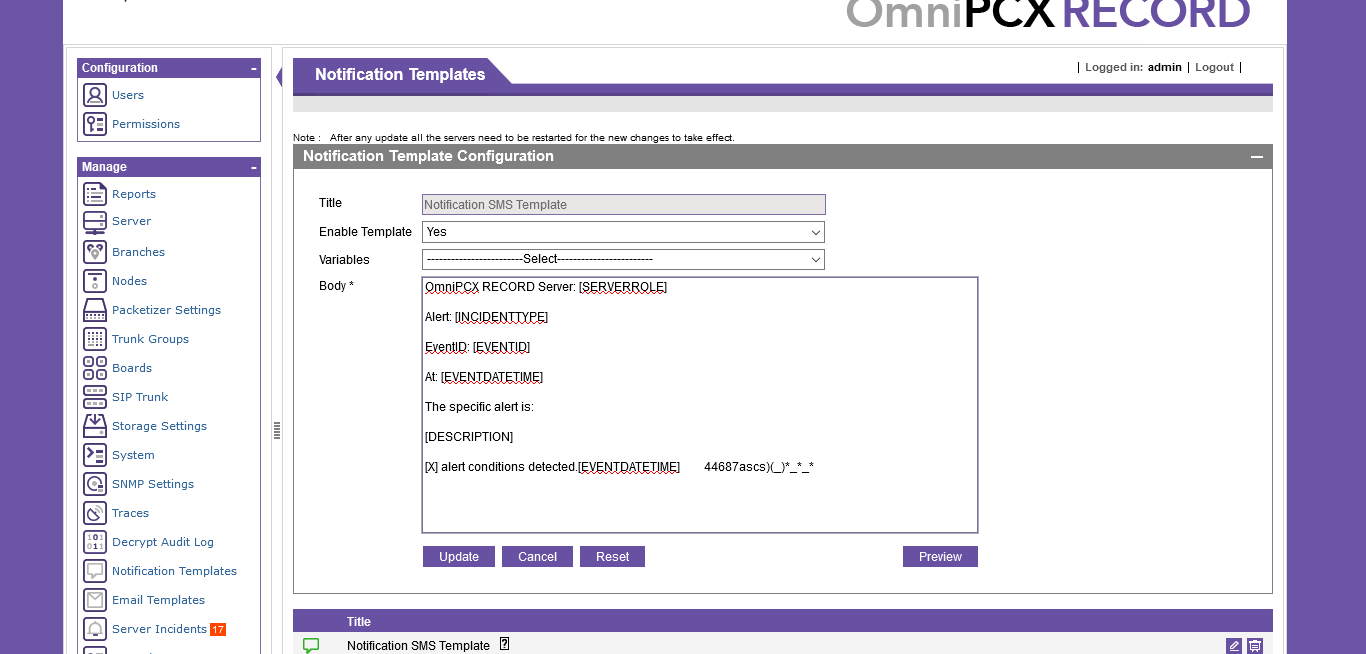 OmniPCX RECORD
Configuration -
Users
Permissions
Manage -
Reports
Server
Branches
Nodes
Packetizer Settings
Trunk Groups
Boards
SIP Trunk
Storage Settings
System
SNMP Settings
Traces
Decrypt Audit Log
Notification Templates
Email Templates
Server Incidents 17
Notification Templates
| Logged in: admin | Logout |
Note : After any update all the servers need to be restarted for the new changes to take effect.
Notification Template Configuration
Title Notification SMS Template
Enable Template Yes
Variables ------------------------Select------------------------
Body *
OmniPCX RECORD Server: [SERVERROLE]
Alert: [INCIDENTTYPE]
EventID: [EVENTID]
At: [EVENTDATETIME]
The specific alert is:
[DESCRIPTION]
[X] alert conditions detected.[EVENTDATETIME] 44687ascs)(_)*_*_*
Update Cancel Reset Preview
Title
Notification SMS Template ?